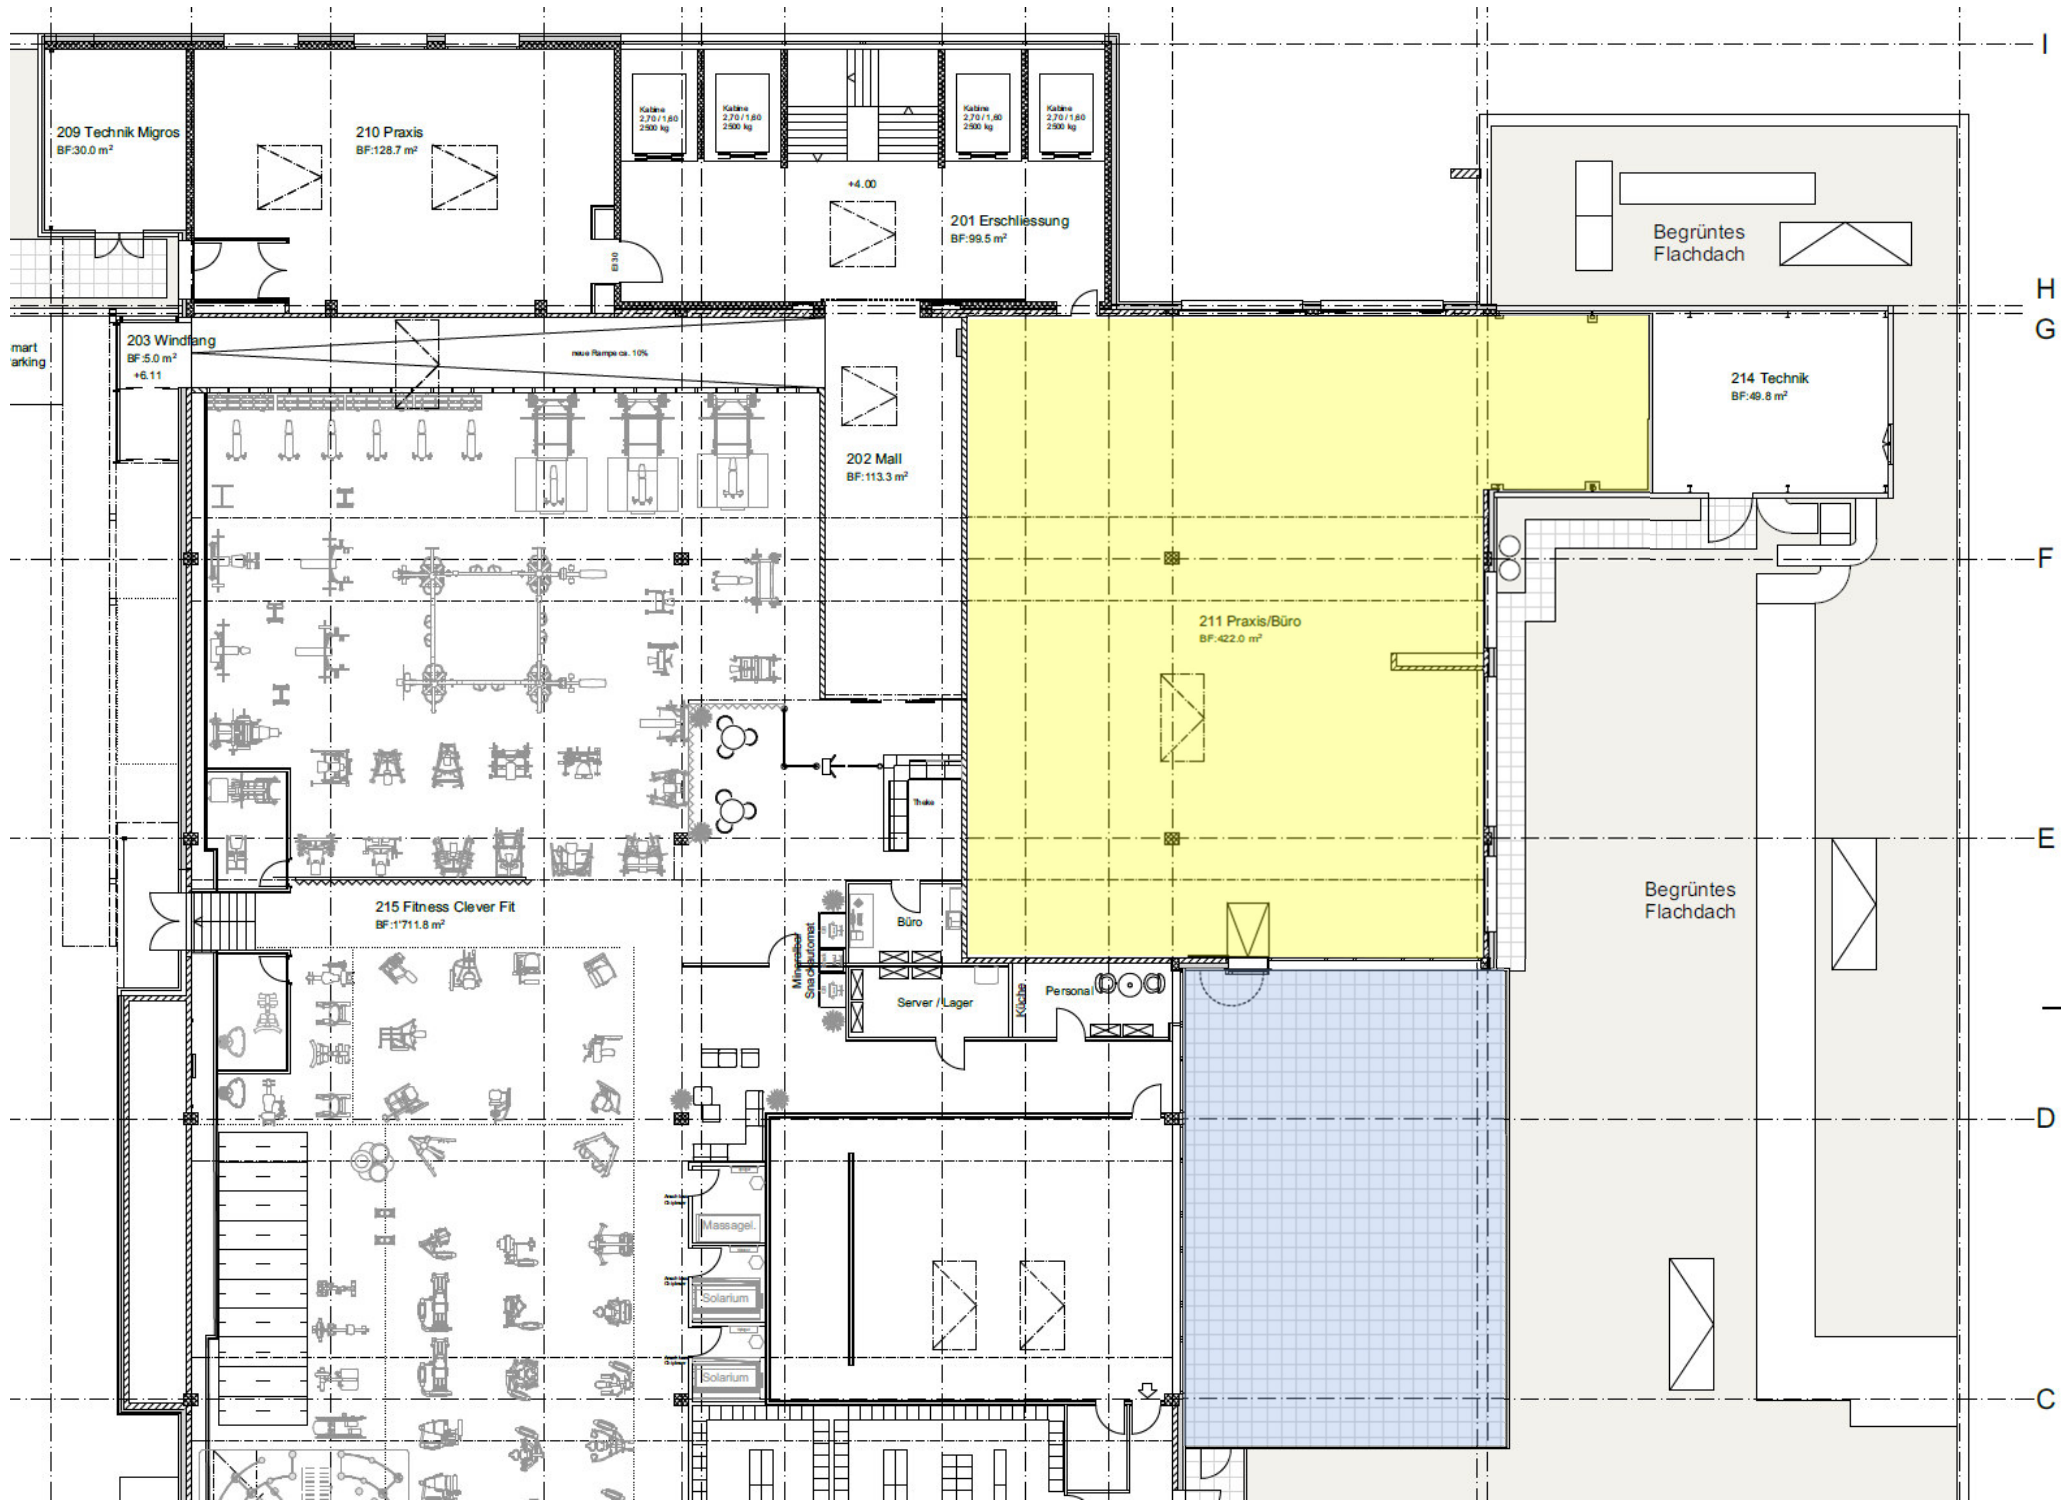 I
209 Technik Migros
BF:30.0 m²
210 Praxis
BF:128.7 m²
Kabine
2,70 / 1,60
2500 kg
Kabine
2,70 / 1,60
2500 kg
Kabine
2,70 / 1,60
2500 kg
Kabine
2,70 / 1,60
2500 kg
+4.00
201 Erschliessung
BF:99.5 m²
EI30
Begrüntes
Flachdach
H
G
203 Windfang
BF:5.0 m²
+6.11
mart
arking
neue Rampe ca. 10%
214 Technik
BF:49.8 m²
202 Mall
BF:113.3 m²
F
211 Praxis/Büro
BF:422.0 m²
Theke
E
215 Fitness Clever Fit
BF:1'711.8 m²
Büro
Mineralbar
Snackautomat
Begrüntes
Flachdach
Server / Lager
Küche
Personal
D
Massagel.
Solarium
Solarium
C